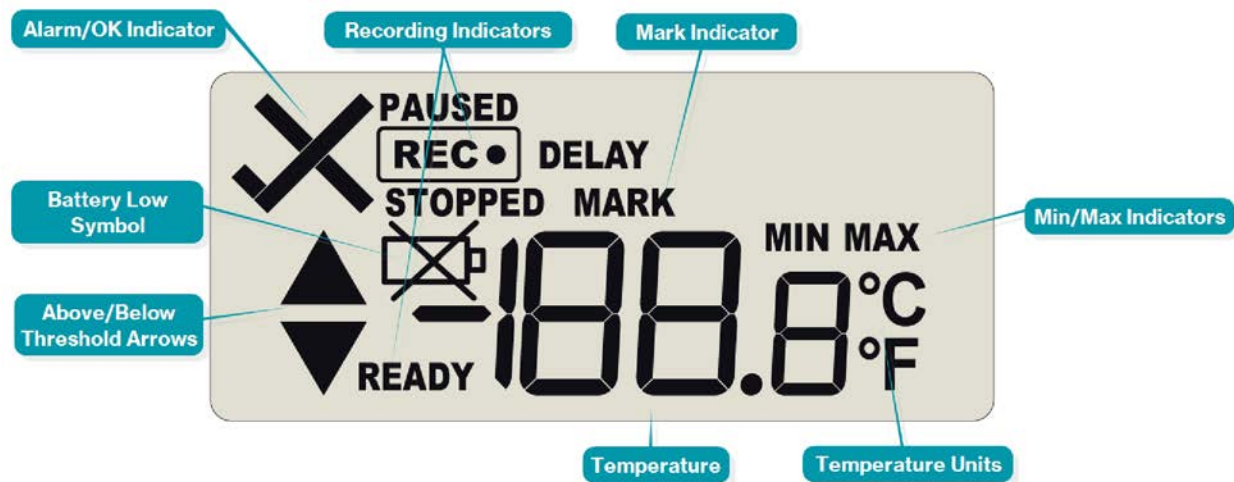 Alarm/OK Indicator
Recording Indicators
Mark Indicator
PAUSED
REC
DELAY
STOPPED MARK
Battery Low
Symbol
MIN MAX
Min/Max Indicators
Above/Below
Threshold Arrows
-188.8
°C
°F
READY
Temperature
Temperature Units